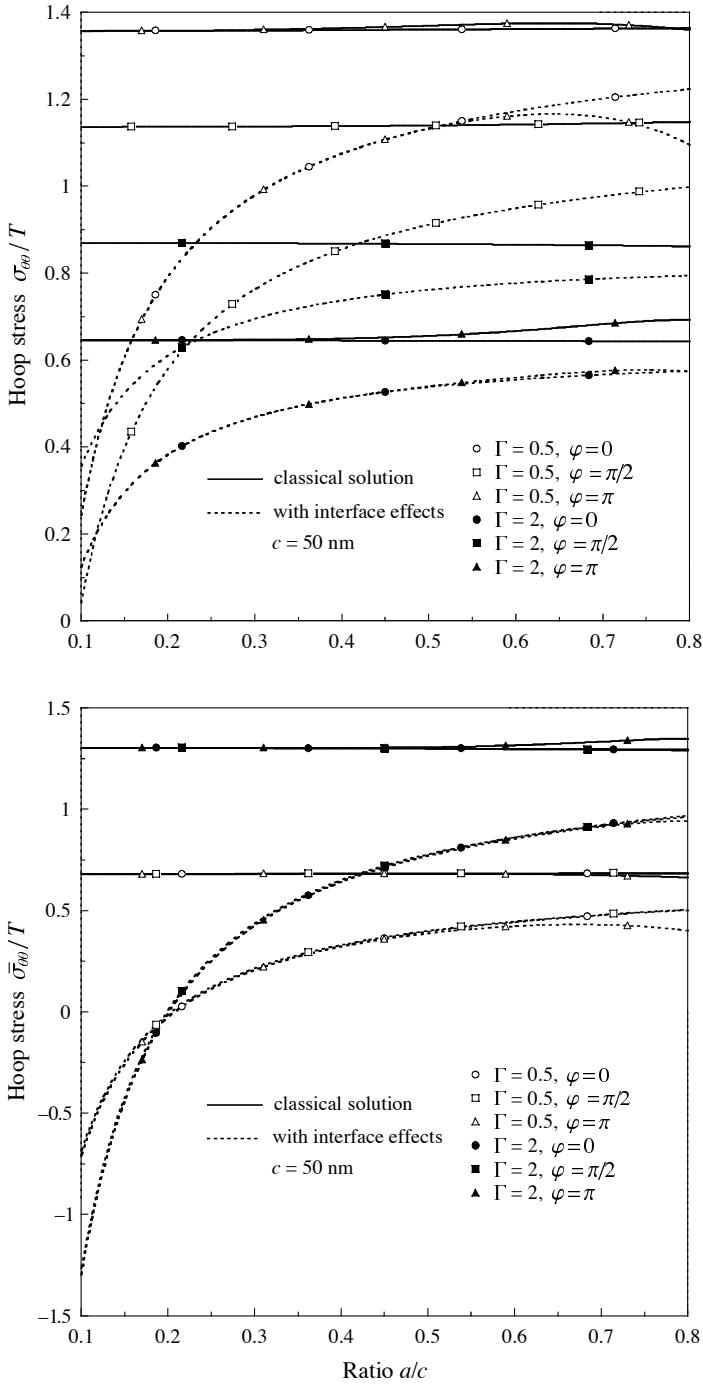 1.4
1.2
1
0.8
0.6
0.4
0.2
0
Hoop stress σ_θθ / T
classical solution
with interface effects
c = 50 nm
Γ = 0.5, φ = 0
Γ = 0.5, φ = π/2
Γ = 0.5, φ = π
Γ = 2, φ = 0
Γ = 2, φ = π/2
Γ = 2, φ = π
0.1 0.2 0.3 0.4 0.5 0.6 0.7 0.8
1.5
1
0.5
0
−0.5
−1
−1.5
Hoop stress σ̄_θθ / T
classical solution
with interface effects
c = 50 nm
Γ = 0.5, φ = 0
Γ = 0.5, φ = π/2
Γ = 0.5, φ = π
Γ = 2, φ = 0
Γ = 2, φ = π/2
Γ = 2, φ = π
0.1 0.2 0.3 0.4 0.5 0.6 0.7 0.8
Ratio a/c